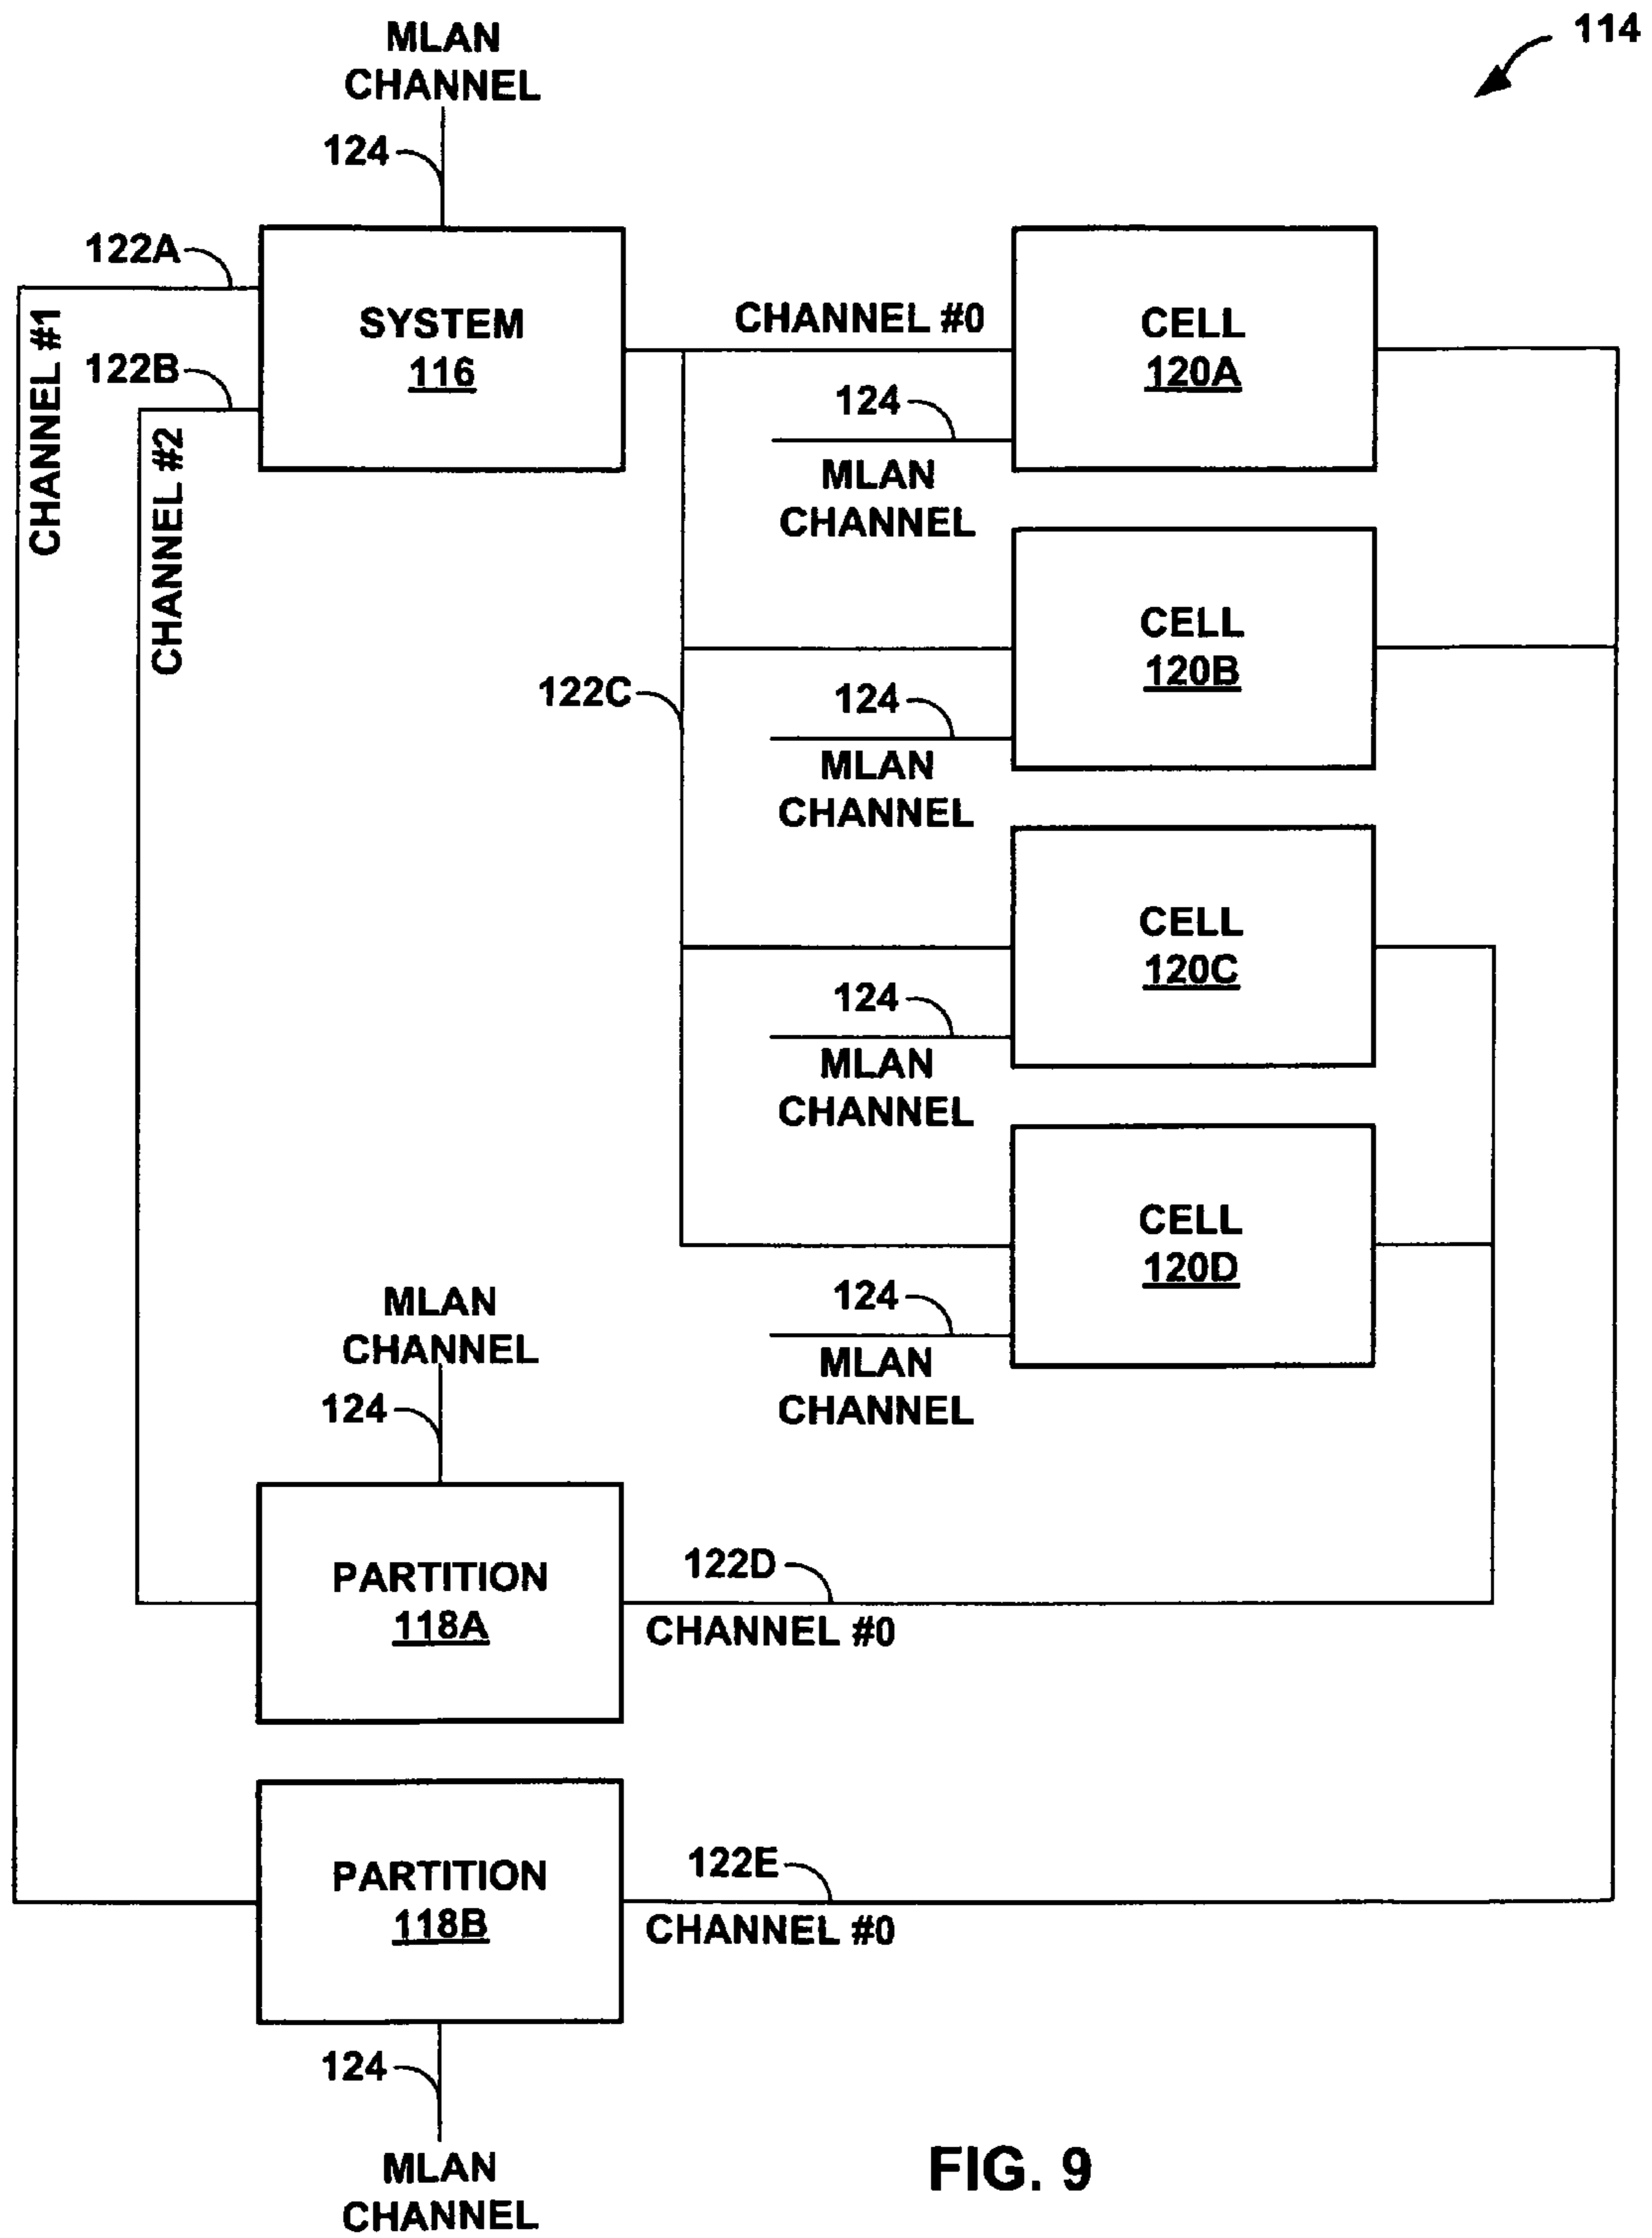 114
MLAN
CHANNEL
124
122A
CHANNEL #1
122B
CHANNEL #2
SYSTEM
116
CHANNEL #0
CELL
120A
124
MLAN
CHANNEL
CELL
120B
122C
124
MLAN
CHANNEL
CELL
120C
124
MLAN
CHANNEL
CELL
120D
124
MLAN
CHANNEL
MLAN
CHANNEL
124
PARTITION
118A
122D
CHANNEL #0
PARTITION
118B
122E
CHANNEL #0
124
MLAN
CHANNEL
FIG. 9